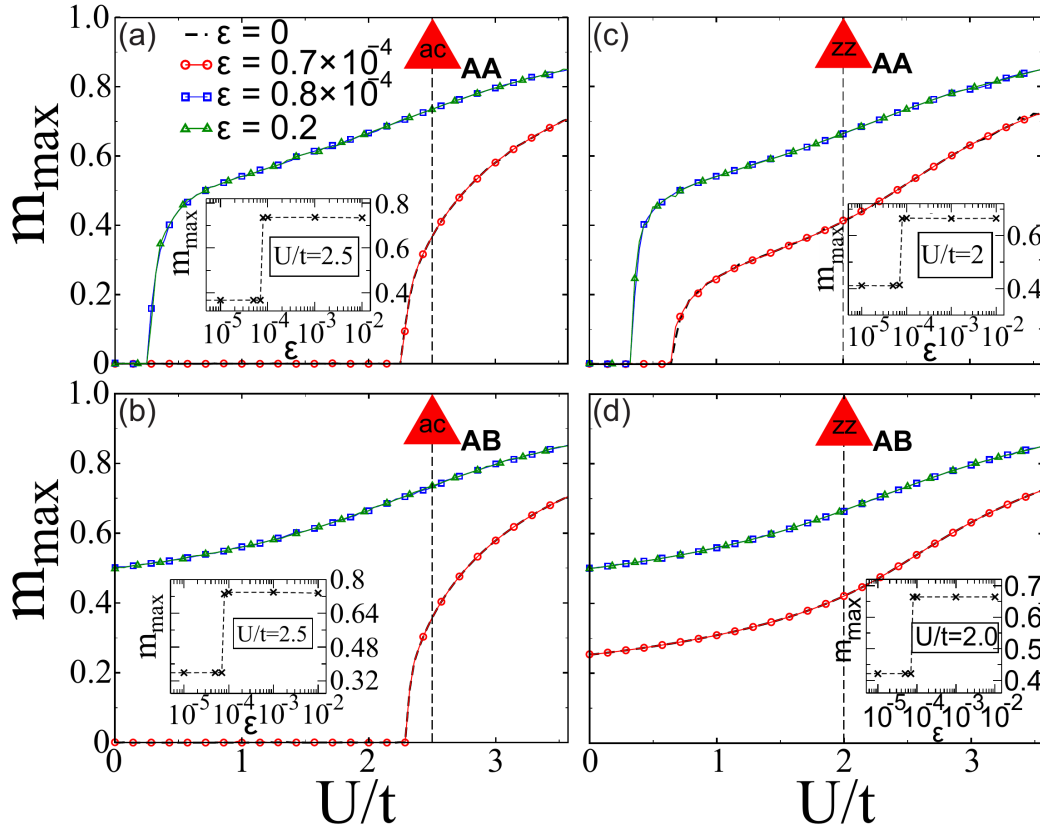 (a)
ε = 0
ε = 0.7×10⁻⁴
ε = 0.8×10⁻⁴
ε = 0.2
ac
AA
1.0
0.8
0.6
0.4
0.2
0
m_max
m_max
0.8
0.6
0.4
U/t=2.5
10⁻⁵ 10⁻⁴ 10⁻³ 10⁻²
ε
(c)
zz
AA
m_max
0.6
0.4
U/t=2
10⁻⁵ 10⁻⁴ 10⁻³ 10⁻²
ε
(b)
ac
AB
1.0
0.8
0.6
0.4
0.2
0
m_max
m_max
0.8
0.64
0.48
0.32
U/t=2.5
10⁻⁵ 10⁻⁴ 10⁻³ 10⁻²
ε
0 1 2 3
U/t
(d)
zz
AB
m_max
0.7
0.6
0.5
0.4
U/t=2.0
10⁻⁵ 10⁻⁴ 10⁻³ 10⁻²
ε
0 1 2 3
U/t